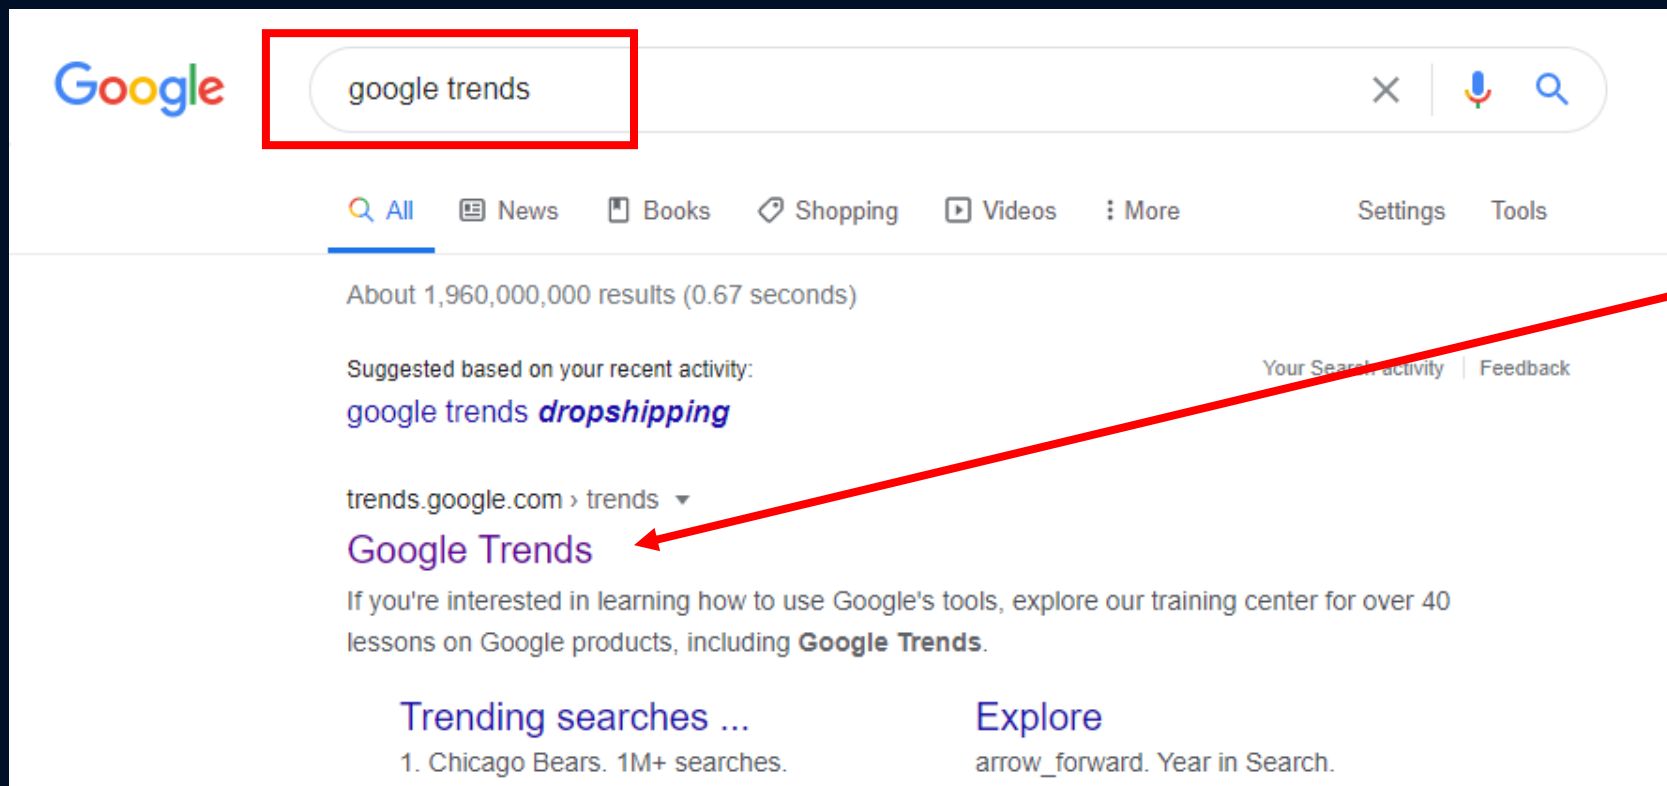 Google
google trends
All News Books Shopping Videos More Settings Tools
About 1,960,000,000 results (0.67 seconds)
Suggested based on your recent activity:
Your Search activity Feedback
google trends dropshipping
trends.google.com › trends
Google Trends
If you're interested in learning how to use Google's tools, explore our training center for over 40
lessons on Google products, including Google Trends.
Trending searches ...
1. Chicago Bears. 1M+ searches.
Explore
arrow_forward. Year in Search.